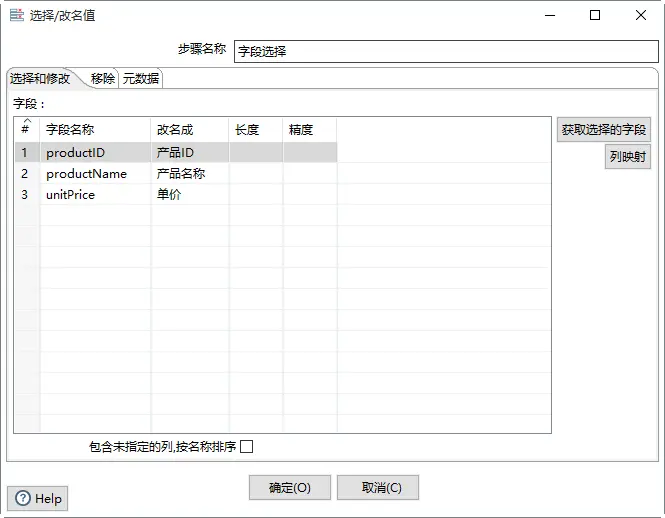 选择/改名值
步骤名称 字段选择
选择和修改 移除 元数据
字段：
# 字段名称 改名成 长度 精度
1 productID 产品ID
2 productName 产品名称
3 unitPrice 单价
获取选择的字段
列映射
包含未指定的列,按名称排序
确定(O) 取消(C)
Help